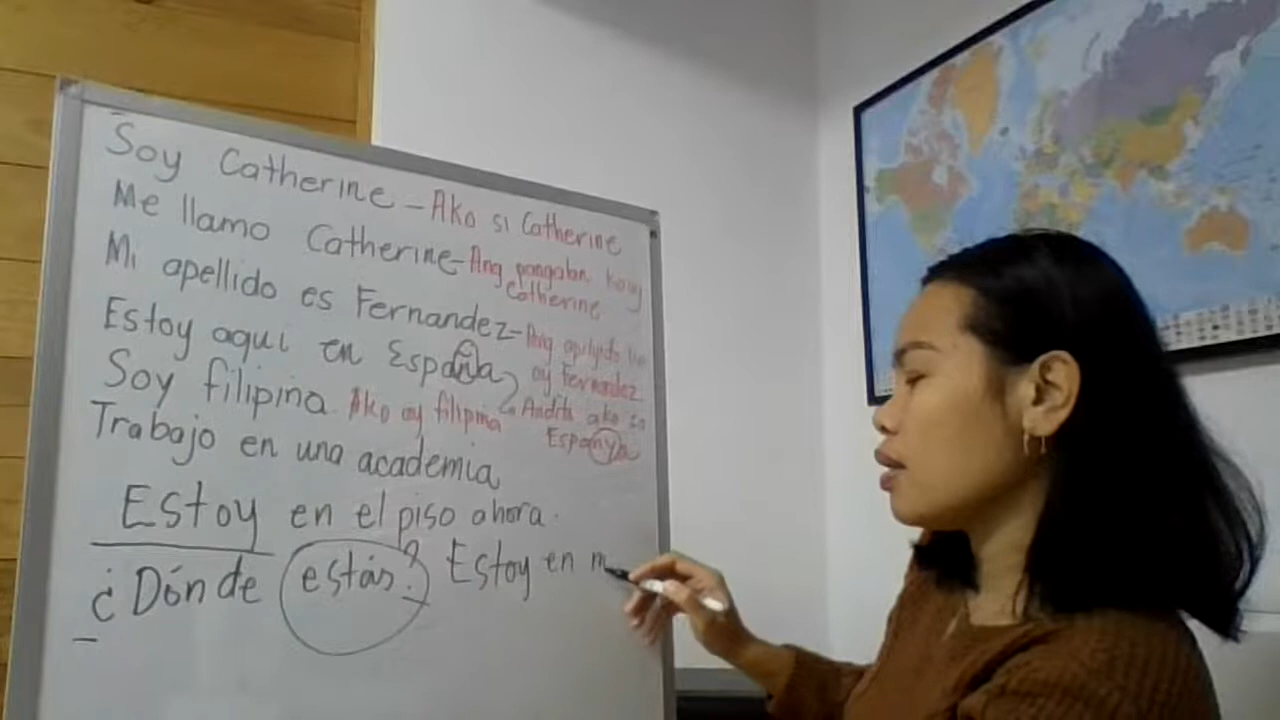 Soy Catherine - Ako si Catherine
Me llamo Catherine - Ang pangalan ko ay Catherine
Mi apellido es Fernandez - Ang apelyido ko ay Fernandez
Estoy aqui en España Andito ako sa Espanya
Soy filipina Ako ay filipina
Trabajo en una academia
Estoy en el piso ahora.
¿Dónde estás? Estoy en m